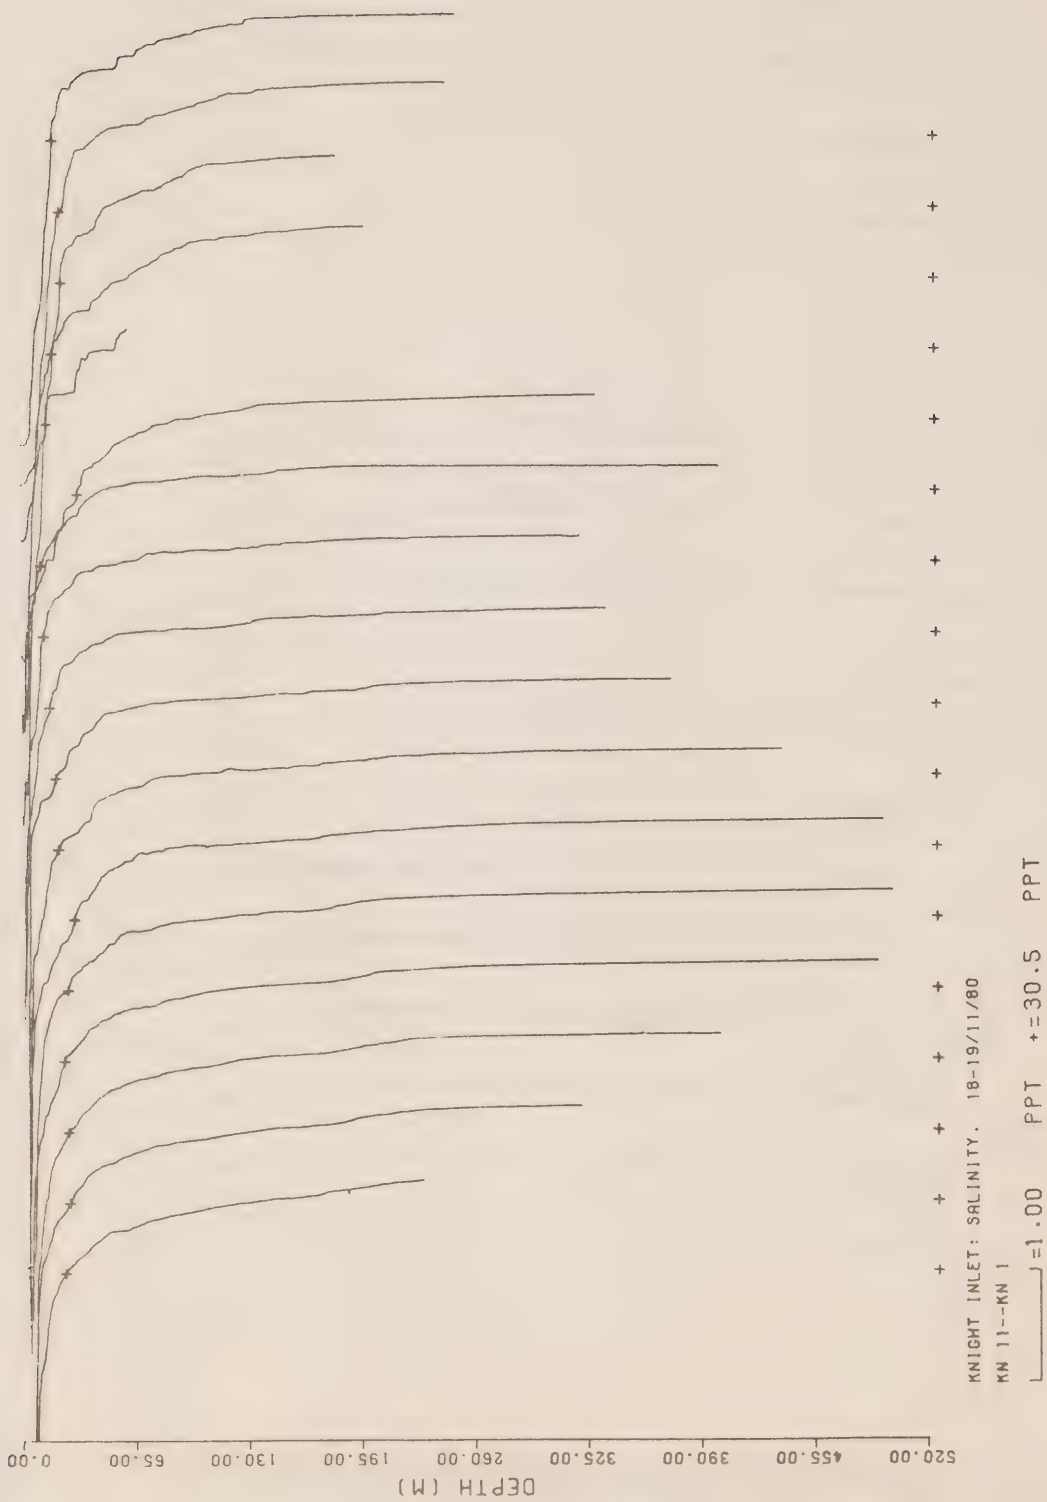 0.00
65.00
130.00
195.00
260.00
325.00
390.00
455.00
520.00
DEPTH (M)
KNIGHT INLET: SALINITY. 18-19/11/80
KN 11--KN 1
=1.00 PPT +=30.5 PPT